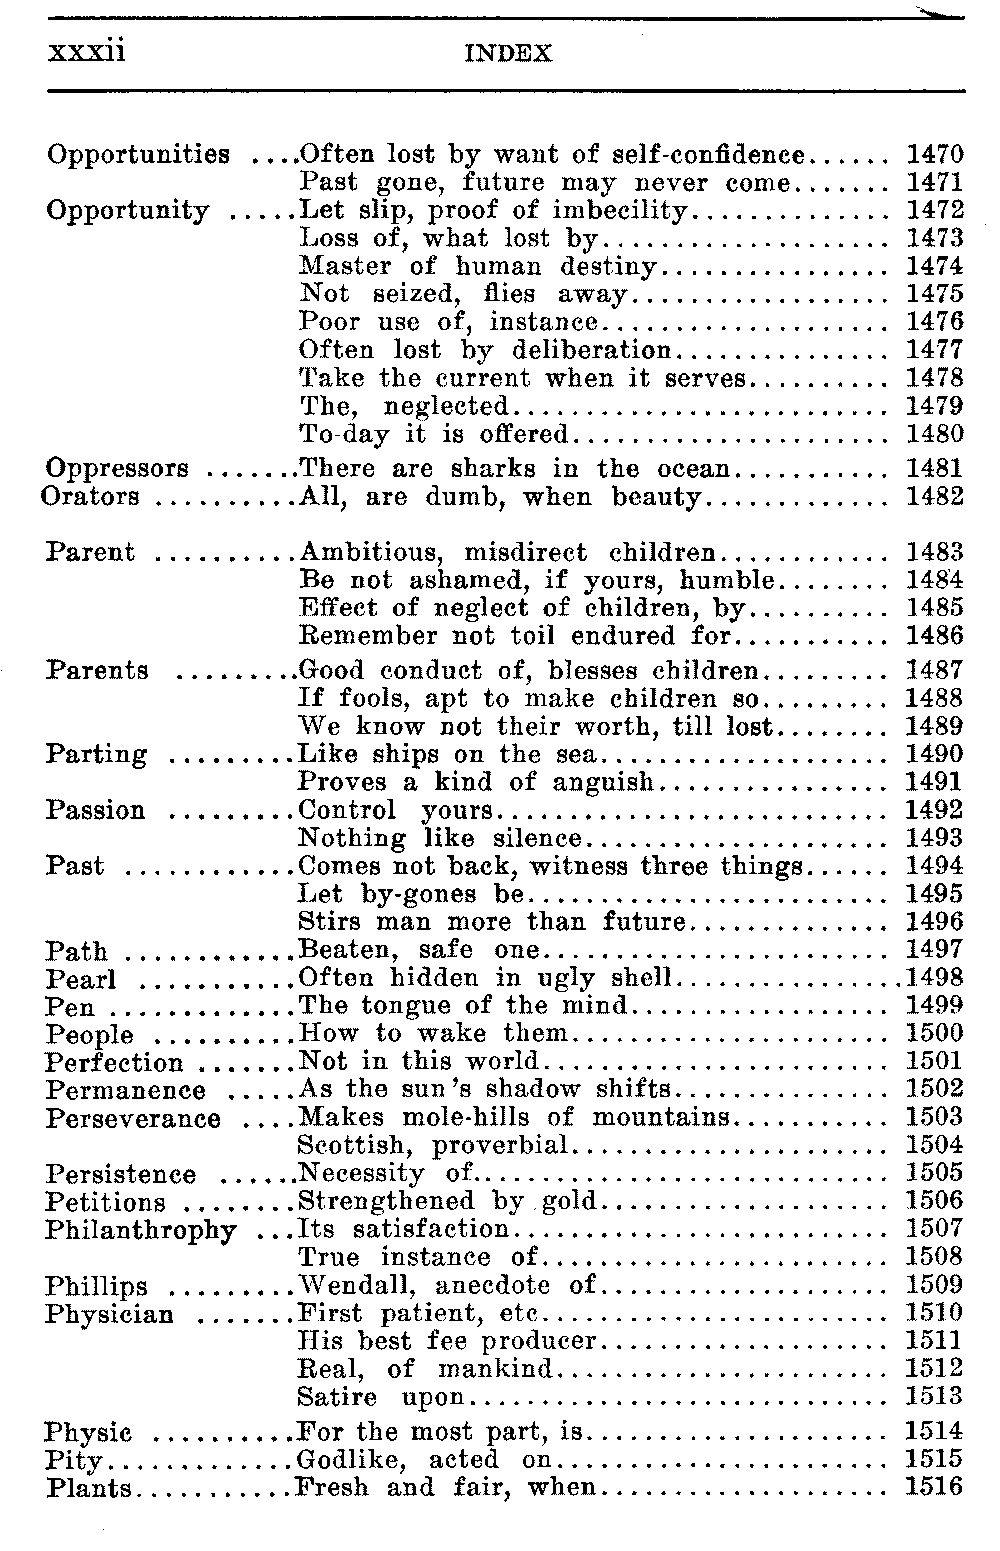 xxxii INDEX
Opportunities ....Often lost by want of self-confidence...... 1470
Past gone, future may never come....... 1471
Opportunity .....Let slip, proof of imbecility.............. 1472
Loss of, what lost by.................... 1473
Master of human destiny................ 1474
Not seized, flies away.................. 1475
Poor use of, instance.................... 1476
Often lost by deliberation............... 1477
Take the current when it serves.......... 1478
The, neglected.......................... 1479
To-day it is offered...................... 1480
Oppressors .......There are sharks in the ocean........... 1481
Orators ..........All, are dumb, when beauty............. 1482
Parent ..........Ambitious, misdirect children............ 1483
Be not ashamed, if yours, humble........ 1484
Effect of neglect of children, by.......... 1485
Remember not toil endured for........... 1486
Parents .........Good conduct of, blesses children......... 1487
If fools, apt to make children so......... 1488
We know not their worth, till lost........ 1489
Parting .........Like ships on the sea.................... 1490
Proves a kind of anguish................ 1491
Passion .........Control yours........................... 1492
Nothing like silence..................... 1493
Past ............Comes not back, witness three things...... 1494
Let by-gones be......................... 1495
Stirs man more than future.............. 1496
Path ............Beaten, safe one........................ 1497
Pearl ...........Often hidden in ugly shell................1498
Pen .............The tongue of the mind.................. 1499
People ..........How to wake them...................... 1500
Perfection .......Not in this world........................ 1501
Permanence .....As the sun's shadow shifts............... 1502
Perseverance ....Makes mole-hills of mountains........... 1503
Scottish, proverbial...................... 1504
Persistence ......Necessity of............................. 1505
Petitions ........Strengthened by gold.................... 1506
Philanthrophy ...Its satisfaction.......................... 1507
True instance of........................ 1508
Phillips .........Wendall, anecdote of.................... 1509
Physician .......First patient, etc........................ 1510
His best fee producer.................... 1511
Real, of mankind....................... 1512
Satire upon............................. 1513
Physic ..........For the most part, is..................... 1514
Pity.............Godlike, acted on....................... 1515
Plants...........Fresh and fair, when.................... 1516